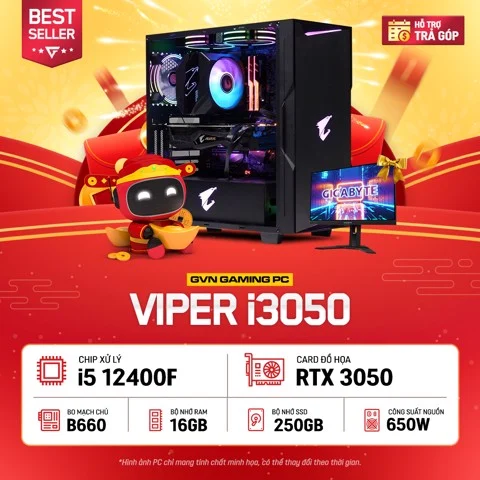 BEST
SELLER
HỖ TRỢ
TRẢ GÓP
GIGABYTE
GVN GAMING PC
VIPER i3050
CHIP XỬ LÝ
i5 12400F
CARD ĐỒ HỌA
RTX 3050
BO MẠCH CHỦ
B660
BỘ NHỚ RAM
16GB
BỘ NHỚ SSD
250GB
CÔNG SUẤT NGUỒN
650W
*Hình ảnh PC chỉ mang tính chất minh họa, có thể thay đổi theo thời gian.